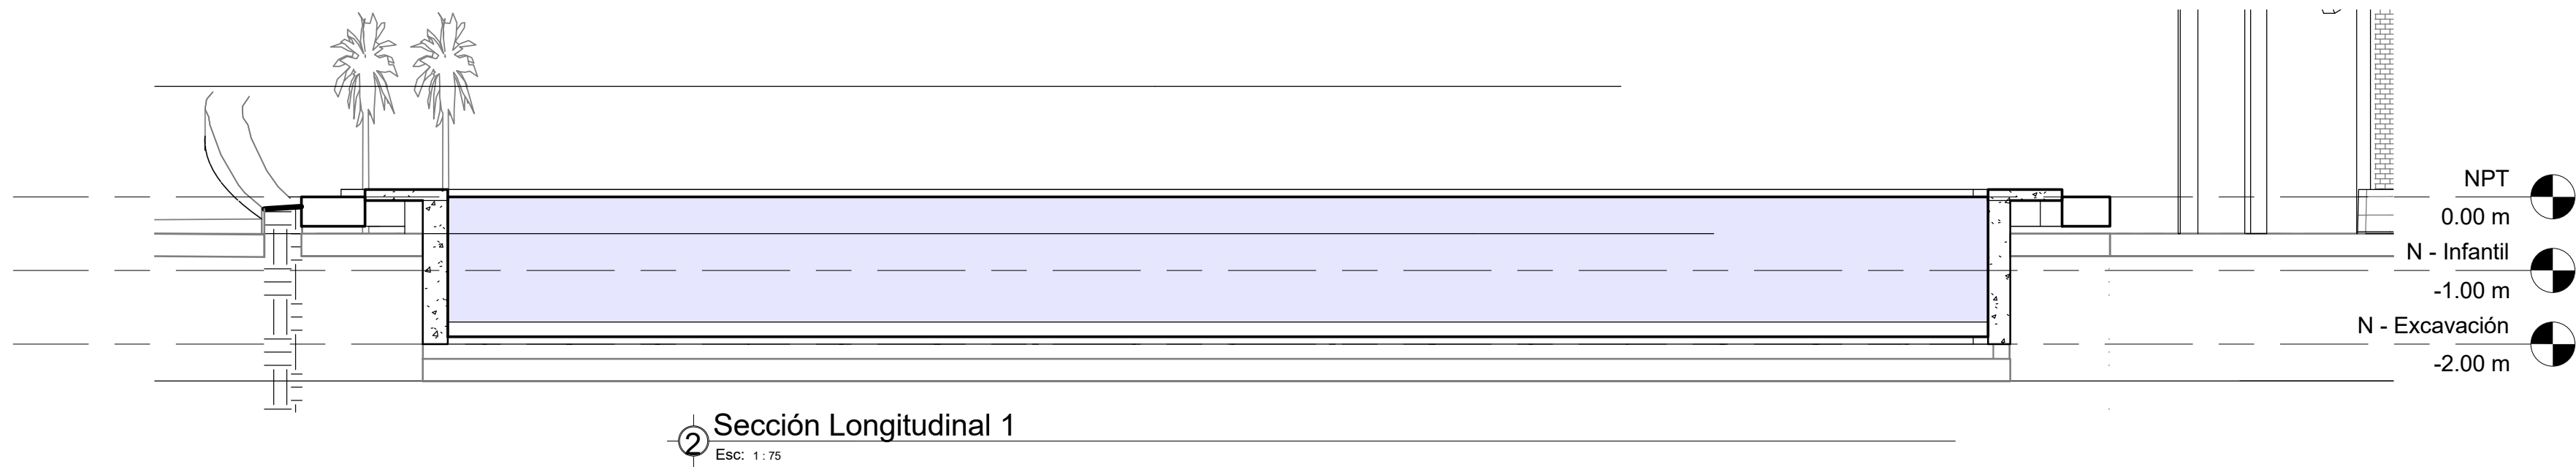 NPT
0.00 m
N - Infantil
-1.00 m
N - Excavación
-2.00 m
2 Sección Longitudinal 1
Esc: 1 : 75